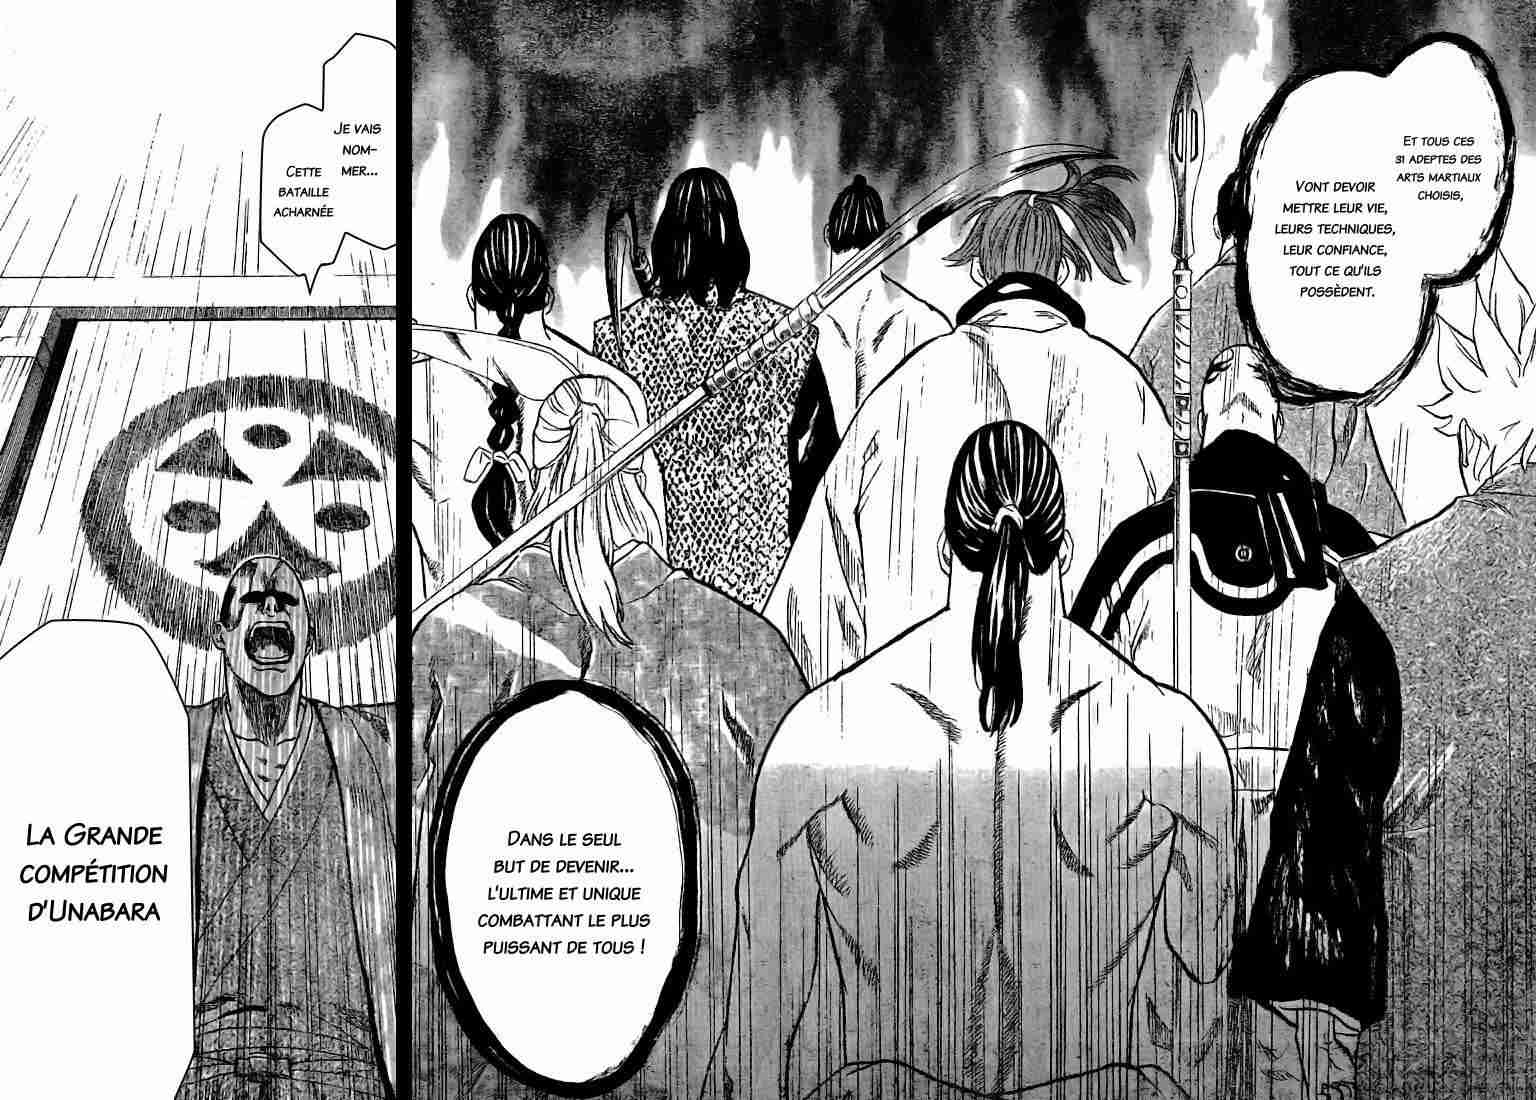 Et tous ces
31 adeptes des
arts martiaux
choisis,
Vont devoir
mettre leur vie,
leurs techniques,
leur confiance,
tout ce qu'ils
possèdent.
Dans le seul
but de devenir...
l'ultime et unique
combattant le plus
puissant de tous !
Je vais
nom-
mer...
Cette
bataille
acharnée
La Grande
compétition
d'Unabara